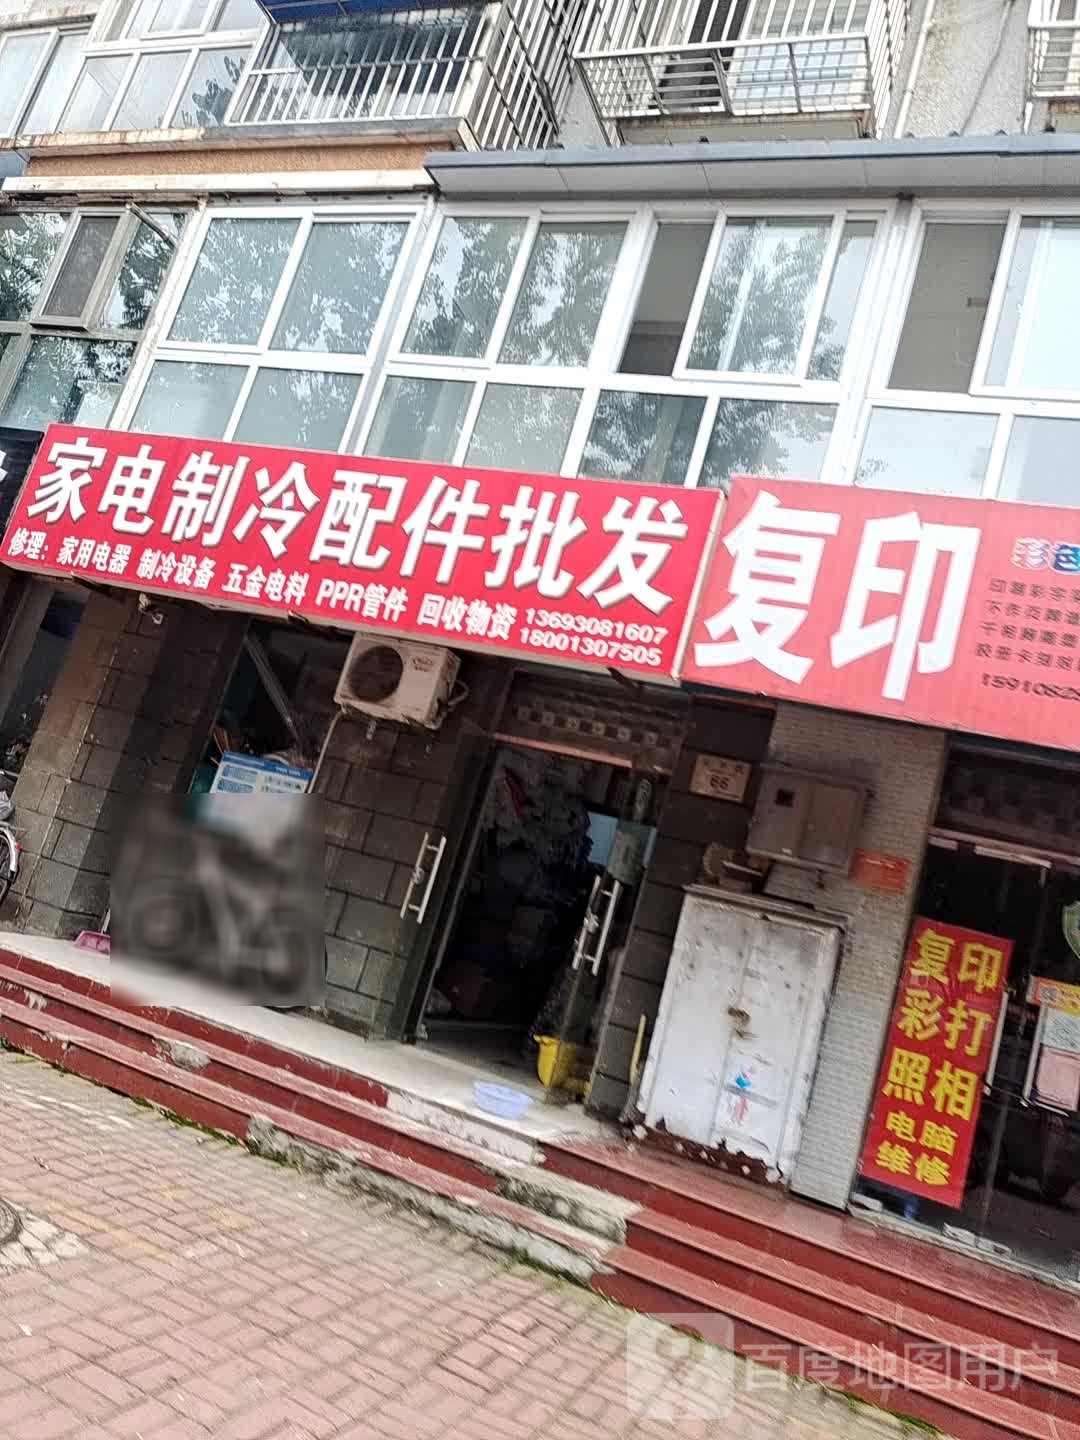 家电制冷配件批发
修理：家用电器 制冷设备 五金电料 PPR管件 回收物资
13693081607
18001307505
复印
彩色
66
复印
彩打
照相
电脑
维修
百度地图用户